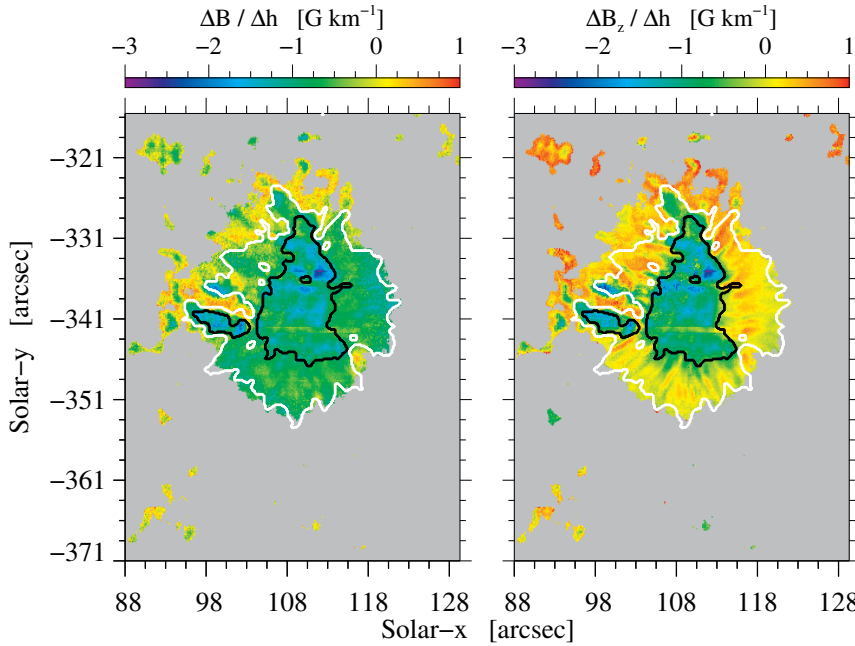 ΔB / Δh [G km⁻¹]
−3 −2 −1 0 1
ΔB_z / Δh [G km⁻¹]
−3 −2 −1 0 1
Solar−y [arcsec]
−321
−331
−341
−351
−361
−371
88 98 108 118 128
88 98 108 118 128
Solar−x [arcsec]